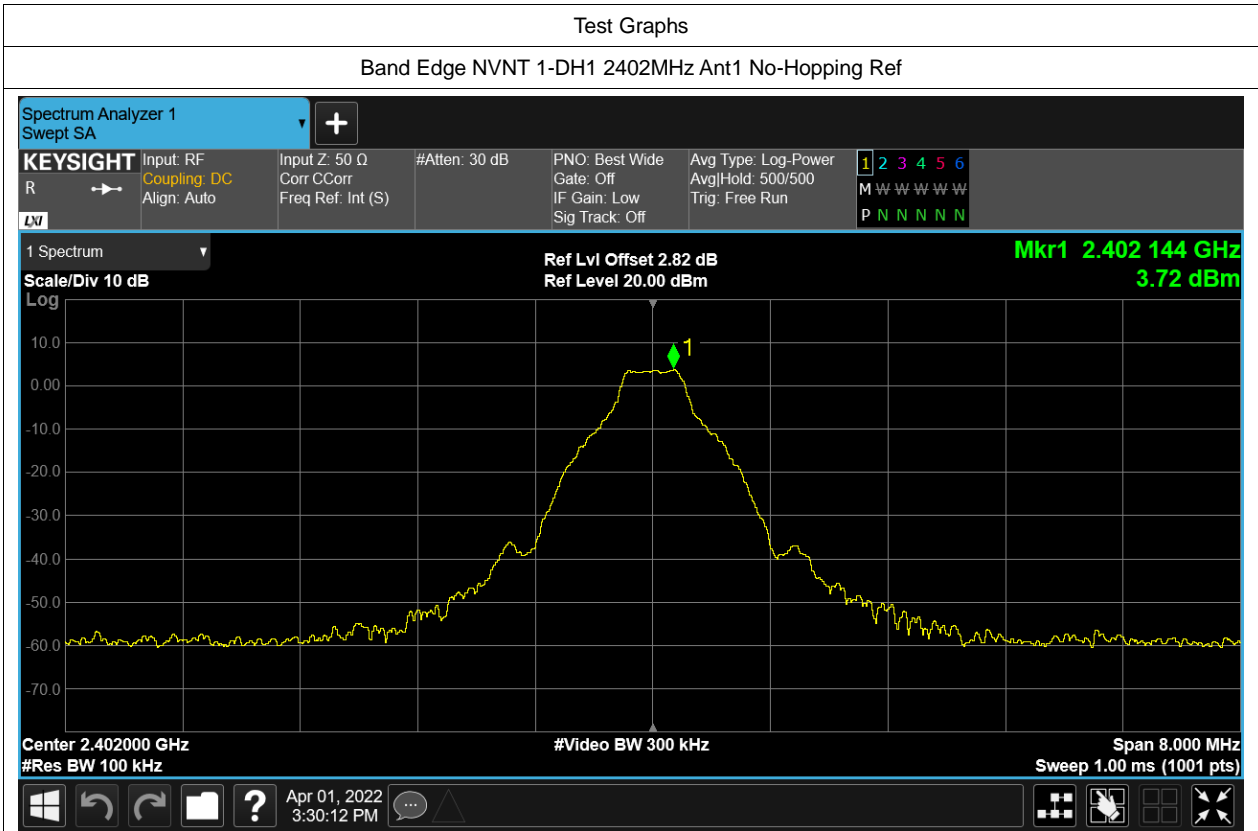 Test Graphs
Band Edge NVNT 1-DH1 2402MHz Ant1 No-Hopping Ref
Spectrum Analyzer 1
Swept SA
KEYSIGHT
R
LXI
Input: RF
Coupling: DC
Align: Auto
Input Z: 50 Ω
Corr CCorr
Freq Ref: Int (S)
#Atten: 30 dB
PNO: Best Wide
Gate: Off
IF Gain: Low
Sig Track: Off
Avg Type: Log-Power
Avg|Hold: 500/500
Trig: Free Run
1 2 3 4 5 6
M W W W W W
P N N N N N
1 Spectrum
Scale/Div 10 dB
Ref Lvl Offset 2.82 dB
Ref Level 20.00 dBm
Mkr1 2.402 144 GHz
3.72 dBm
Log
1
10.0
0.00
-10.0
-20.0
-30.0
-40.0
-50.0
-60.0
-70.0
Center 2.402000 GHz
#Res BW 100 kHz
#Video BW 300 kHz
Span 8.000 MHz
Sweep 1.00 ms (1001 pts)
?
Apr 01, 2022
3:30:12 PM